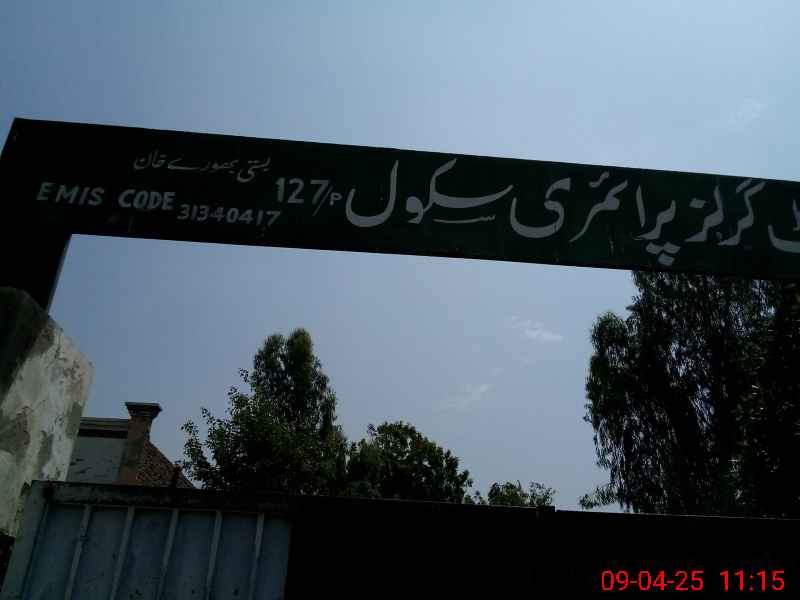 گرلز پرائمری سکول 127/P
بستی بھورے خان
EMIS CODE 31340417
09-04-25 11:15